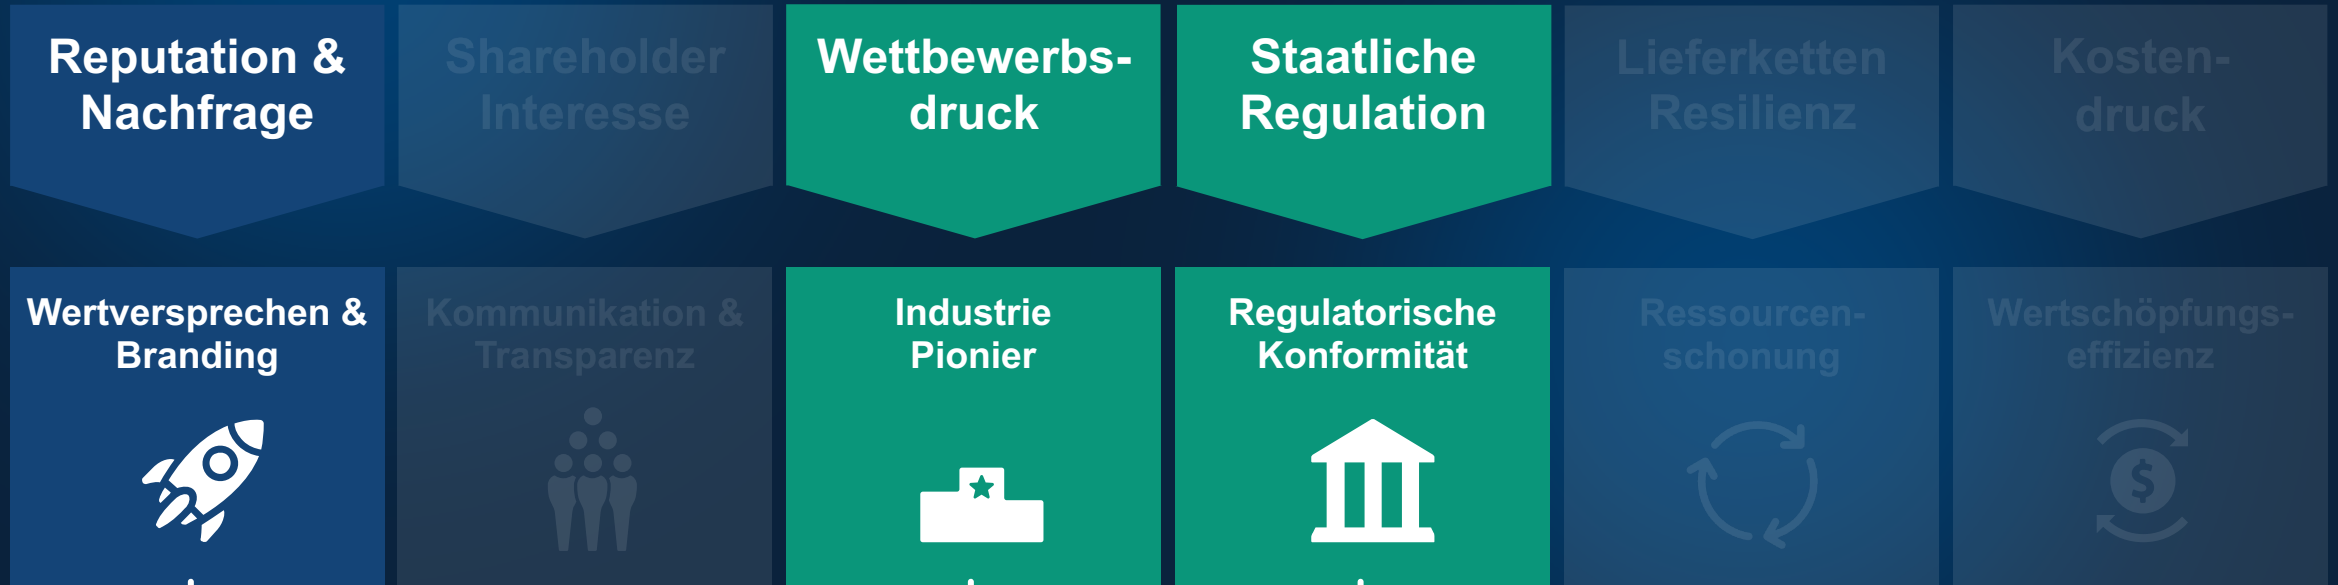 Reputation &
Nachfrage
Shareholder
Interesse
Wettbewerbs-
druck
Staatliche
Regulation
Lieferketten
Resilienz
Kosten-
druck
Wertversprechen &
Branding
Kommunikation &
Transparenz
Industrie
Pionier
Regulatorische
Konformität
Ressourcen-
schonung
Wertschöpfungs-
effizienz
$